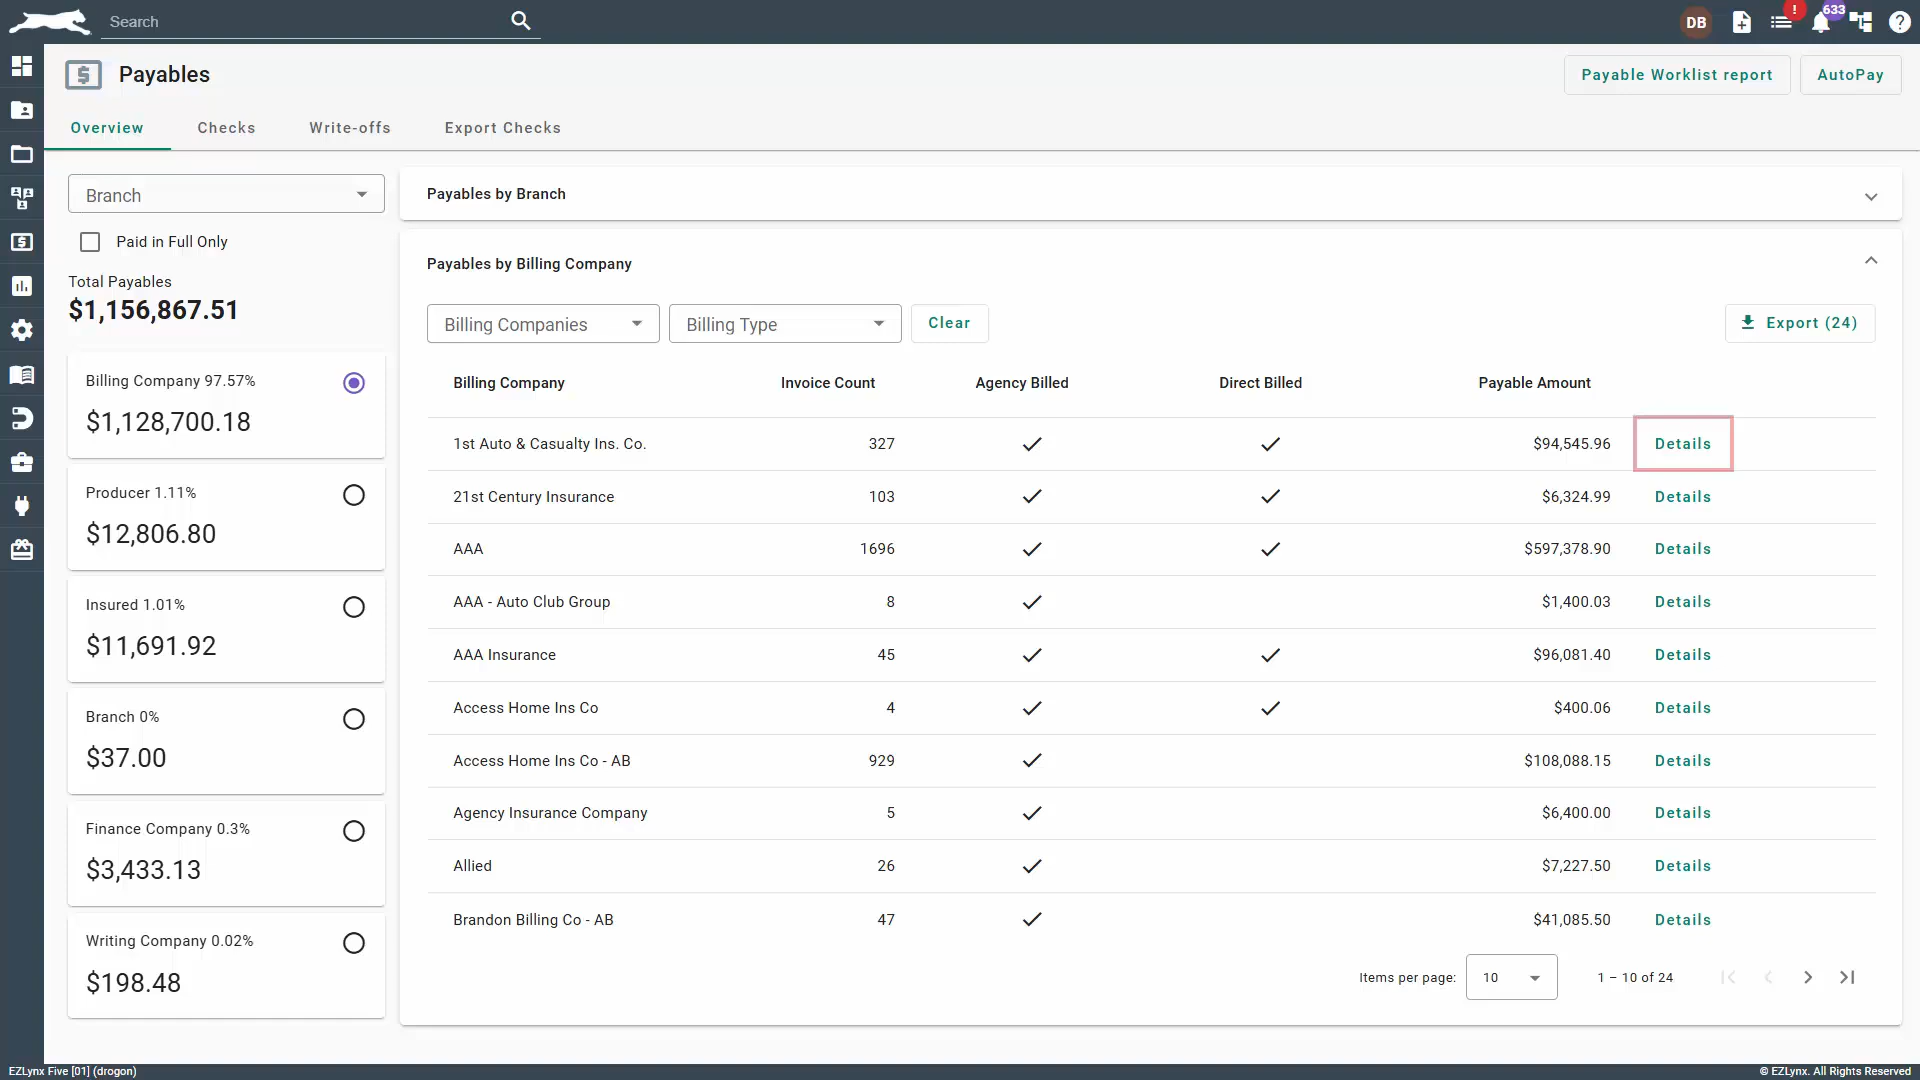 Search
DB
!
633
Payables
Payable Worklist report
AutoPay
Overview
Checks
Write-offs
Export Checks
Branch
Paid in Full Only
Total Payables
$1,156,867.51
Billing Company 97.57%
$1,128,700.18
Producer 1.11%
$12,806.80
Insured 1.01%
$11,691.92
Branch 0%
$37.00
Finance Company 0.3%
$3,433.13
Writing Company 0.02%
$198.48
Payables by Branch
Payables by Billing Company
Billing Companies
Billing Type
Clear
Export (24)
Billing Company Invoice Count Agency Billed Direct Billed Payable Amount
1st Auto & Casualty Ins. Co. 327 $94,545.96 Details
21st Century Insurance 103 $6,324.99 Details
AAA 1696 $597,378.90 Details
AAA - Auto Club Group 8 $1,400.03 Details
AAA Insurance 45 $96,081.40 Details
Access Home Ins Co 4 $400.06 Details
Access Home Ins Co - AB 929 $108,088.15 Details
Agency Insurance Company 5 $6,400.00 Details
Allied 26 $7,227.50 Details
Brandon Billing Co - AB 47 $41,085.50 Details
Items per page: 10 1 – 10 of 24
EZLynx Five [01] (drogon)
© EZLynx. All Rights Reserved